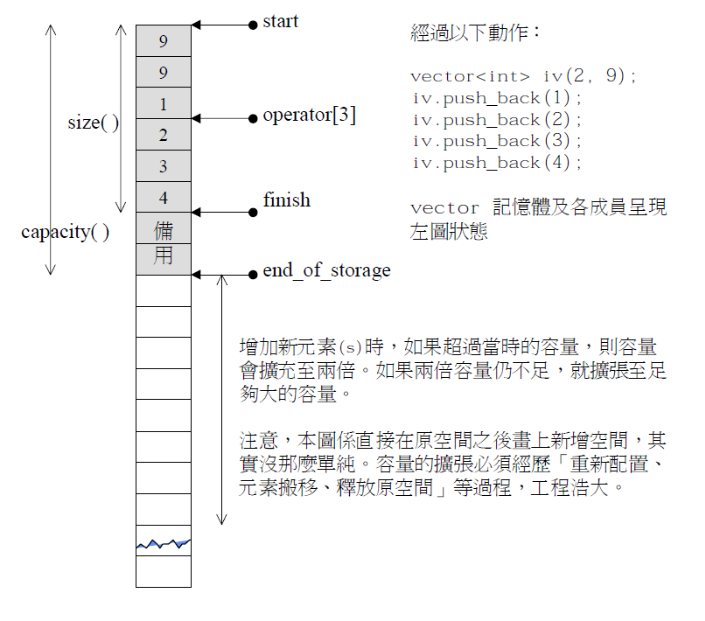 start
9
9
1
2
3
4
備
用
size( )
capacity( )
operator[3]
finish
end_of_storage
經過以下動作：
vector<int> iv(2, 9);
iv.push_back(1);
iv.push_back(2);
iv.push_back(3);
iv.push_back(4);
vector 記憶體及各成員呈現
左圖狀態
增加新元素(s)時，如果超過當時的容量，則容量
會擴充至兩倍。如果兩倍容量仍不足，就擴張至足
夠大的容量。
注意，本圖係直接在原空間之後畫上新增空間，其
實沒那麼單純。容量的擴張必須經歷「重新配置、
元素搬移、釋放原空間」等過程，工程浩大。